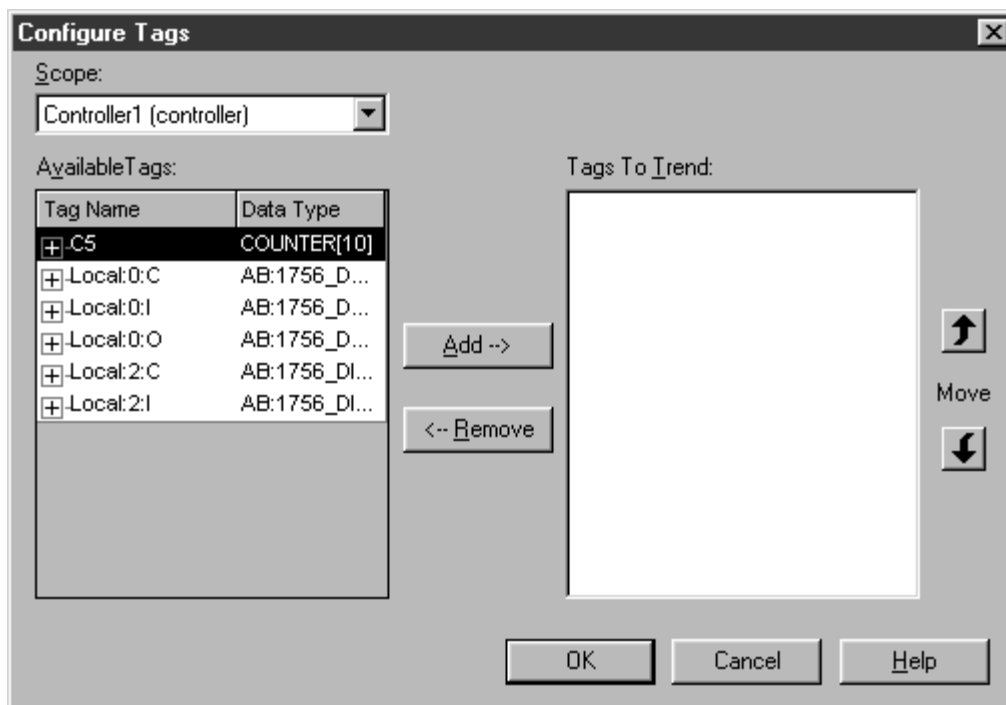 Configure Tags
Scope:
Controller1 (controller)
AvailableTags:
Tags To Trend:
Tag Name Data Type
C5 COUNTER[10]
Local:0:C AB:1756_D...
Local:0:I AB:1756_D...
Local:0:O AB:1756_D...
Local:2:C AB:1756_DI...
Local:2:I AB:1756_DI...
Add -->
<-- Remove
Move
OK Cancel Help